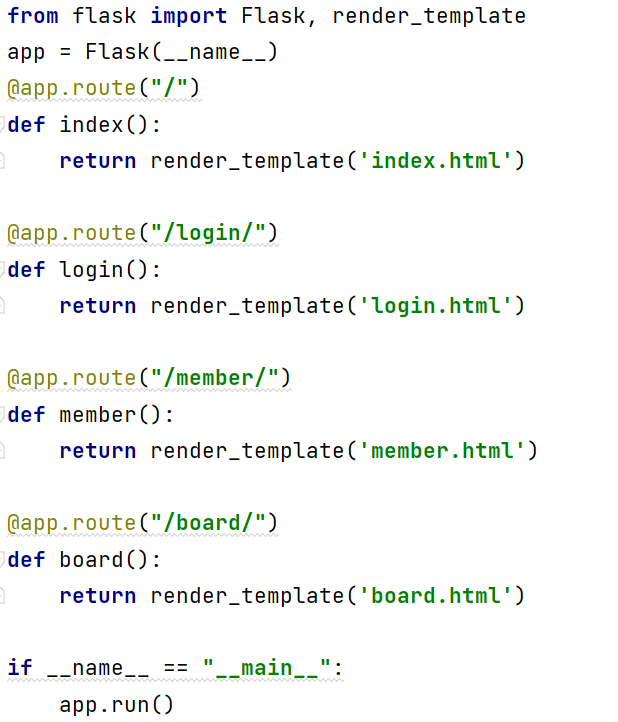 from flask import Flask, render_template
app = Flask(__name__)
@app.route("/")
def index():
    return render_template('index.html')

@app.route("/login/")
def login():
    return render_template('login.html')

@app.route("/member/")
def member():
    return render_template('member.html')

@app.route("/board/")
def board():
    return render_template('board.html')

if __name__ == "__main__":
    app.run()